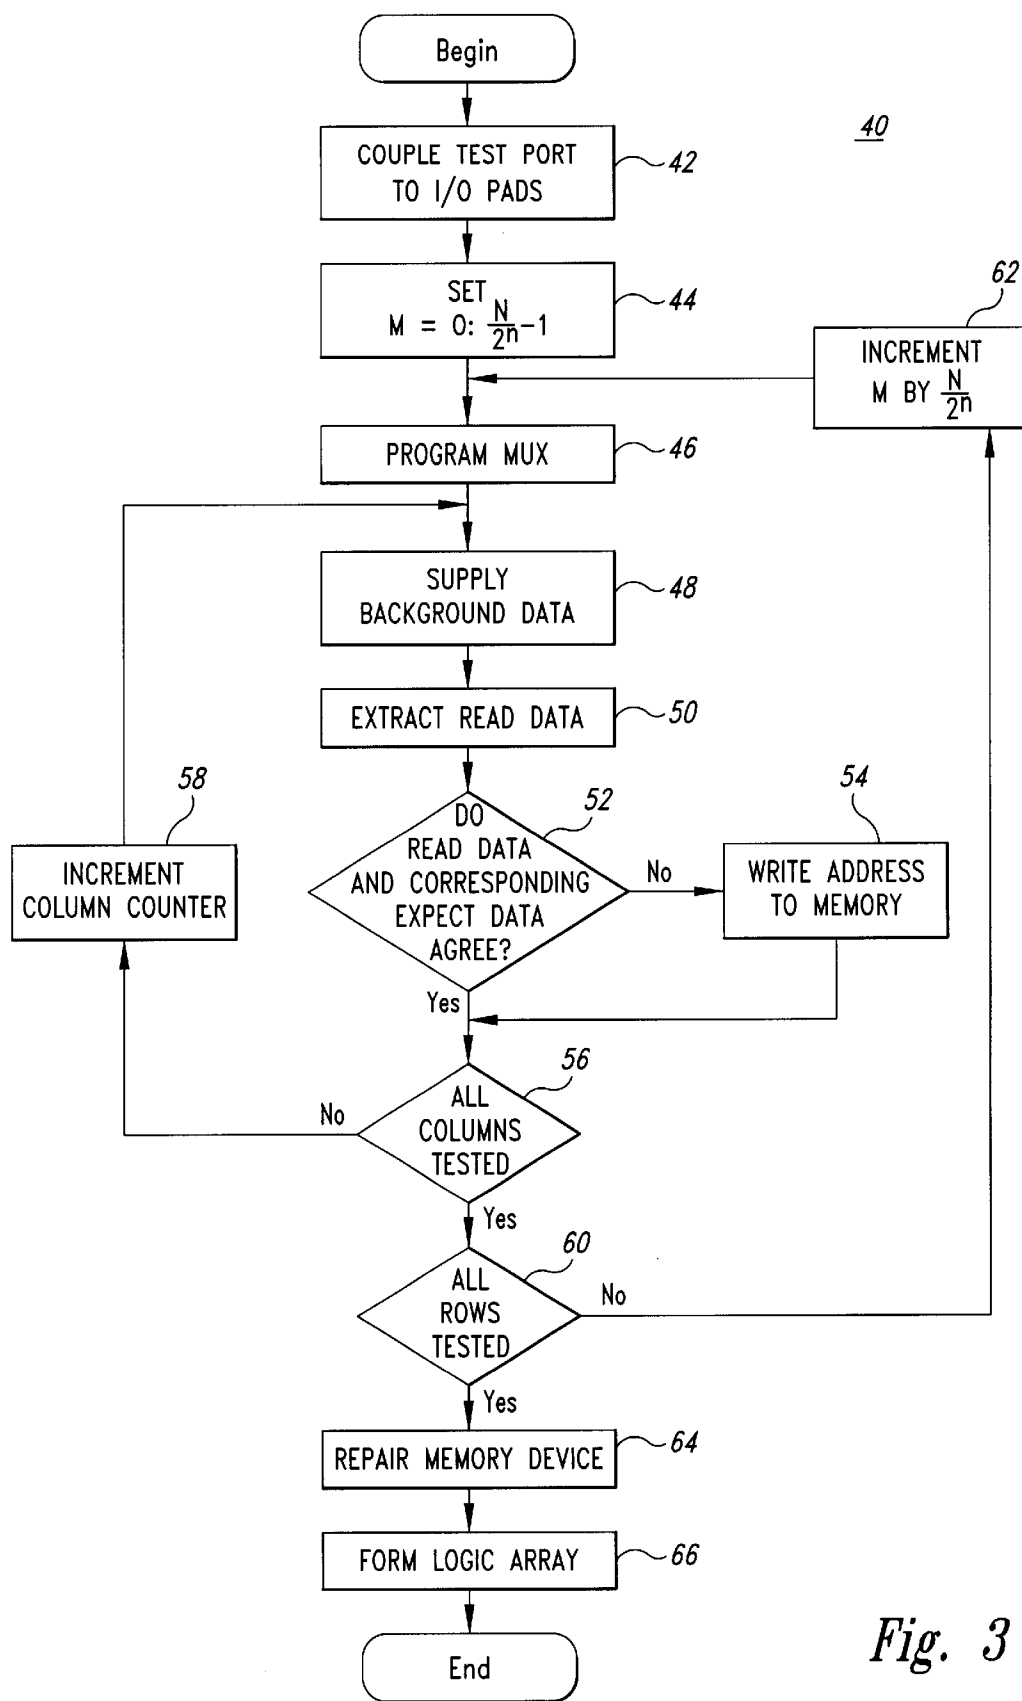 Begin
40
COUPLE TEST PORT
TO I/O PADS
42
SET
M = 0: N/2n-1
44
62
INCREMENT
M BY N/2n
PROGRAM MUX
46
SUPPLY
BACKGROUND DATA
48
EXTRACT READ DATA
50
58
INCREMENT
COLUMN COUNTER
DO
READ DATA
AND CORRESPONDING
EXPECT DATA
AGREE?
52
No
54
WRITE ADDRESS
TO MEMORY
Yes
56
ALL
COLUMNS
TESTED
No
Yes
60
ALL
ROWS
TESTED
No
Yes
REPAIR MEMORY DEVICE
64
FORM LOGIC ARRAY
66
End
Fig. 3